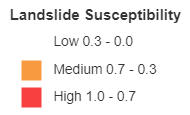 Landslide Susceptibility
Low 0.3 - 0.0
Medium 0.7 - 0.3
High 1.0 - 0.7